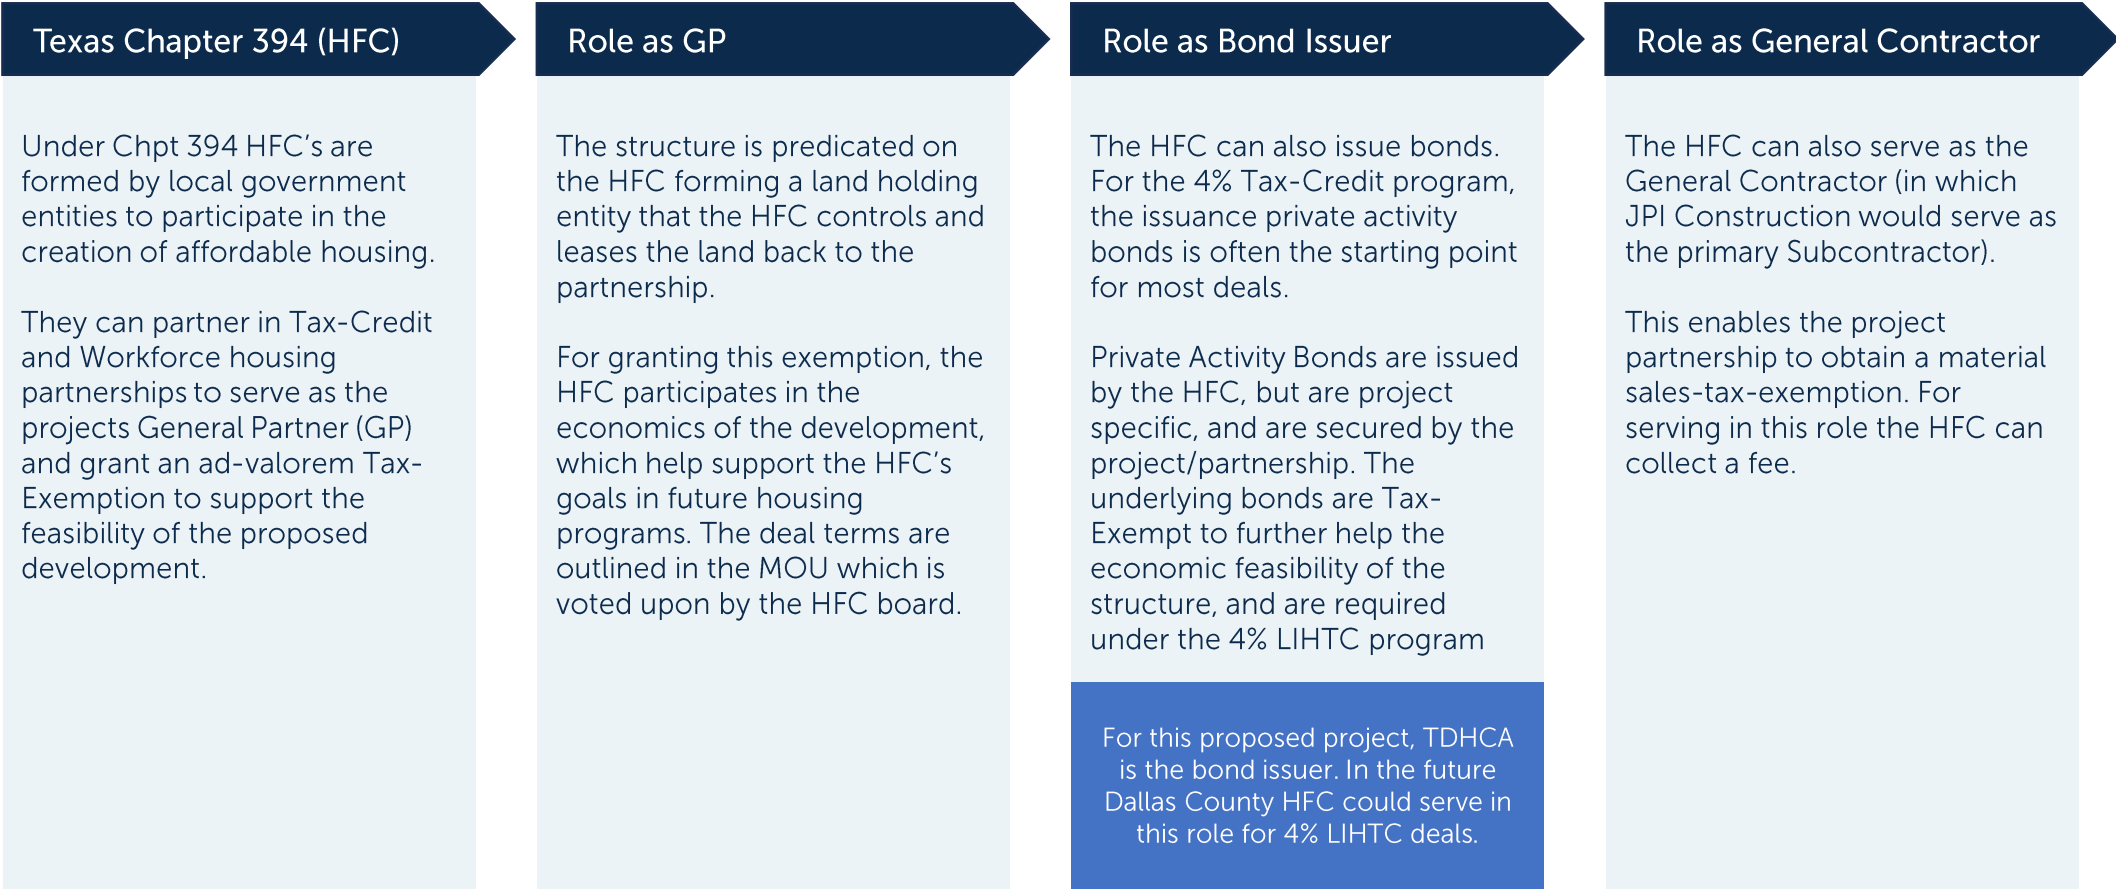 Texas Chapter 394 (HFC)
Under Chpt 394 HFC’s are
formed by local government
entities to participate in the
creation of affordable housing.
They can partner in Tax-Credit
and Workforce housing
partnerships to serve as the
projects General Partner (GP)
and grant an ad-valorem Tax-
Exemption to support the
feasibility of the proposed
development.
Role as GP
The structure is predicated on
the HFC forming a land holding
entity that the HFC controls and
leases the land back to the
partnership.
For granting this exemption, the
HFC participates in the
economics of the development,
which help support the HFC’s
goals in future housing
programs. The deal terms are
outlined in the MOU which is
voted upon by the HFC board.
Role as Bond Issuer
The HFC can also issue bonds.
For the 4% Tax-Credit program,
the issuance private activity
bonds is often the starting point
for most deals.
Private Activity Bonds are issued
by the HFC, but are project
specific, and are secured by the
project/partnership. The
underlying bonds are Tax-
Exempt to further help the
economic feasibility of the
structure, and are required
under the 4% LIHTC program
For this proposed project, TDHCA
is the bond issuer. In the future
Dallas County HFC could serve in
this role for 4% LIHTC deals.
Role as General Contractor
The HFC can also serve as the
General Contractor (in which
JPI Construction would serve as
the primary Subcontractor).
This enables the project
partnership to obtain a material
sales-tax-exemption. For
serving in this role the HFC can
collect a fee.